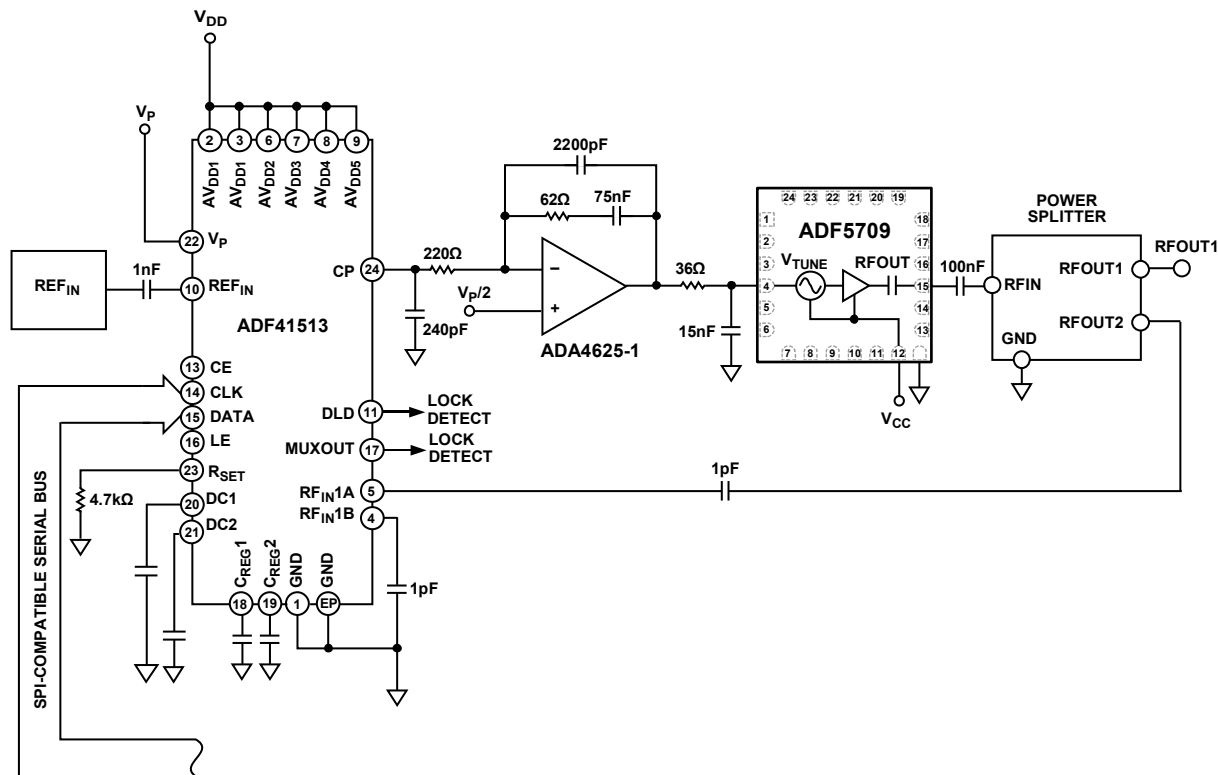 VDD
VP
2 3 6 7 8 9
AVDD1 AVDD1 AVDD2 AVDD3 AVDD4 AVDD5
22 VP
REFIN
1nF
10 REFIN
ADF41513
CP 24
220Ω
240pF
2200pF
62Ω 75nF
−
+
VP/2
ADA4625-1
36Ω
15nF
24 23 22 21 20 19
ADF5709
1
2
3
4
5
6
VTUNE RFOUT
18
17
16
15
14
13
7 8 9 10 11 12
VCC
100nF
POWER
SPLITTER
RFIN
RFOUT1
RFOUT2
GND
RFOUT1
13 CE
14 CLK
15 DATA
16 LE
23 RSET
4.7kΩ
20 DC1
21 DC2
DLD 11
LOCK
DETECT
MUXOUT 17
LOCK
DETECT
RFIN1A 5
RFIN1B 4
1pF
1pF
CREG1 CREG2 GND GND
18 19 1 EP
SPI-COMPATIBLE SERIAL BUS